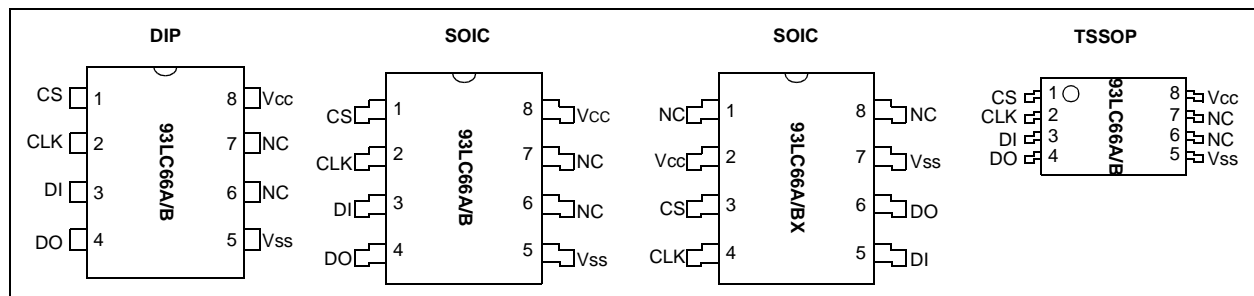 DIP
CS 1 8 Vcc
CLK 2 7 NC
DI 3 6 NC
DO 4 5 Vss
93LC66A/B
SOIC
CS 1 8 Vcc
CLK 2 7 NC
DI 3 6 NC
DO 4 5 Vss
93LC66A/B
SOIC
NC 1 8 NC
Vcc 2 7 Vss
CS 3 6 DO
CLK 4 5 DI
93LC66A/BX
TSSOP
CS 1 8 Vcc
CLK 2 7 NC
DI 3 6 NC
DO 4 5 Vss
93LC66A/B